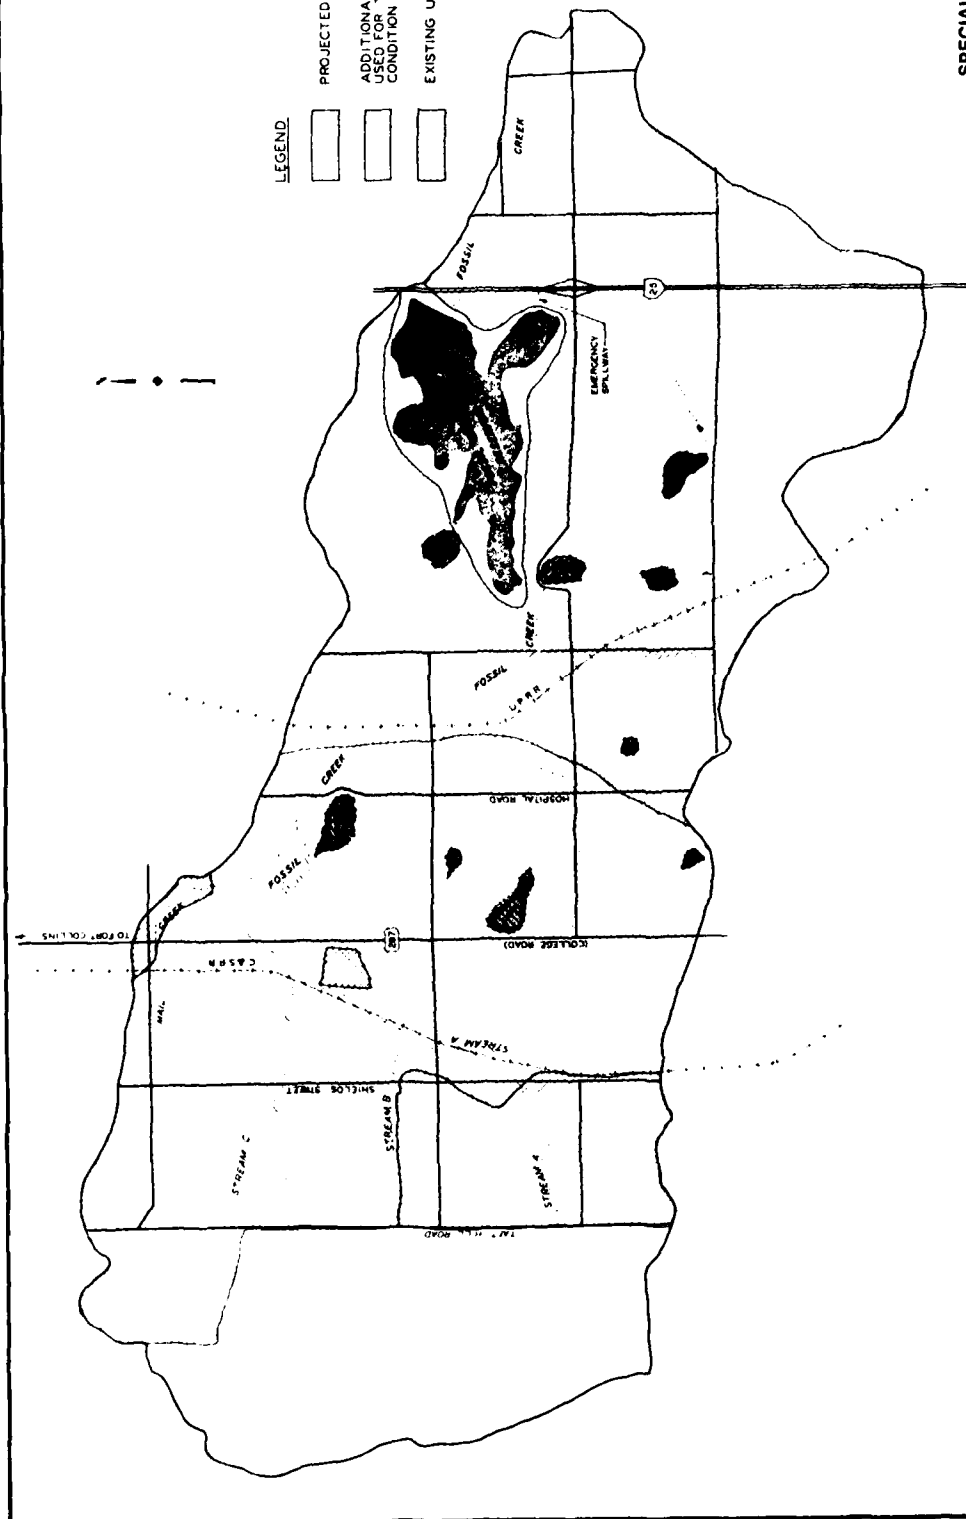 LEGEND
PROJECTED
ADDITIONA
USED FOR
CONDITION
EXISTING U
SPECIAL
CREEK
FOSSIL
25
EMERGENCY
SPILLWAY
CREEK
FOSSIL
U P R R
CREEK
HOSPITAL ROAD
FOSSIL
CREEK
TO FORT COLLINS
287
(COLLEGE ROAD)
C & S R R
MAIL
STREAM A
SHIELDS STREET
STREAM B
STREAM C
STREAM A
ROAD